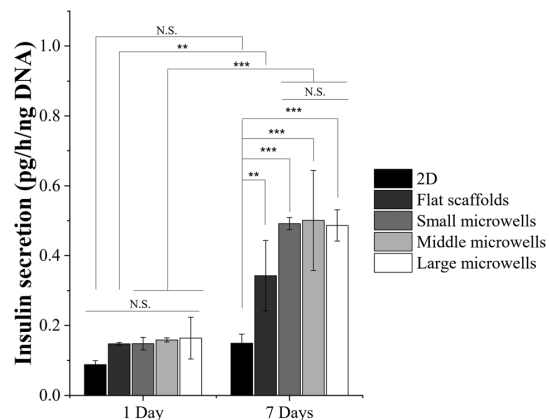 N.S.
**
***
N.S.
***
***
***
**
N.S.
1.0
0.8
0.6
0.4
0.2
0.0
Insulin secretion (pg/h/ng DNA)
1 Day
7 Days
2D
Flat scaffolds
Small microwells
Middle microwells
Large microwells